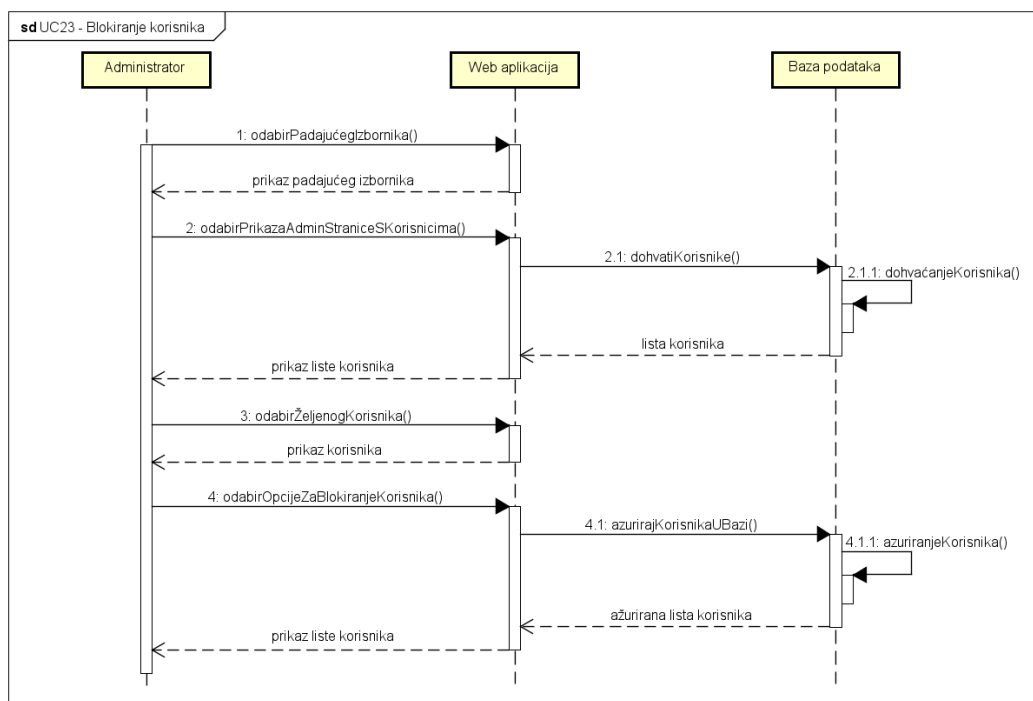 sd UC23 - Blokiranje korisnika
Administrator
Web aplikacija
Baza podataka
1: odabirPadajućegIzbornika()
prikaz padajućeg izbornika
2: odabirPrikazaAdminStraniceSKorisnicima()
2.1: dohvatiKorisnike()
2.1.1: dohvaćanjeKorisnika()
lista korisnika
prikaz liste korisnika
3: odabirŽeljenogKorisnika()
prikaz korisnika
4: odabirOpcijeZaBlokiranjeKorisnika()
4.1: azurirajKorisnikaUBazi()
4.1.1: azuriranjeKorisnika()
ažurirana lista korisnika
prikaz liste korisnika